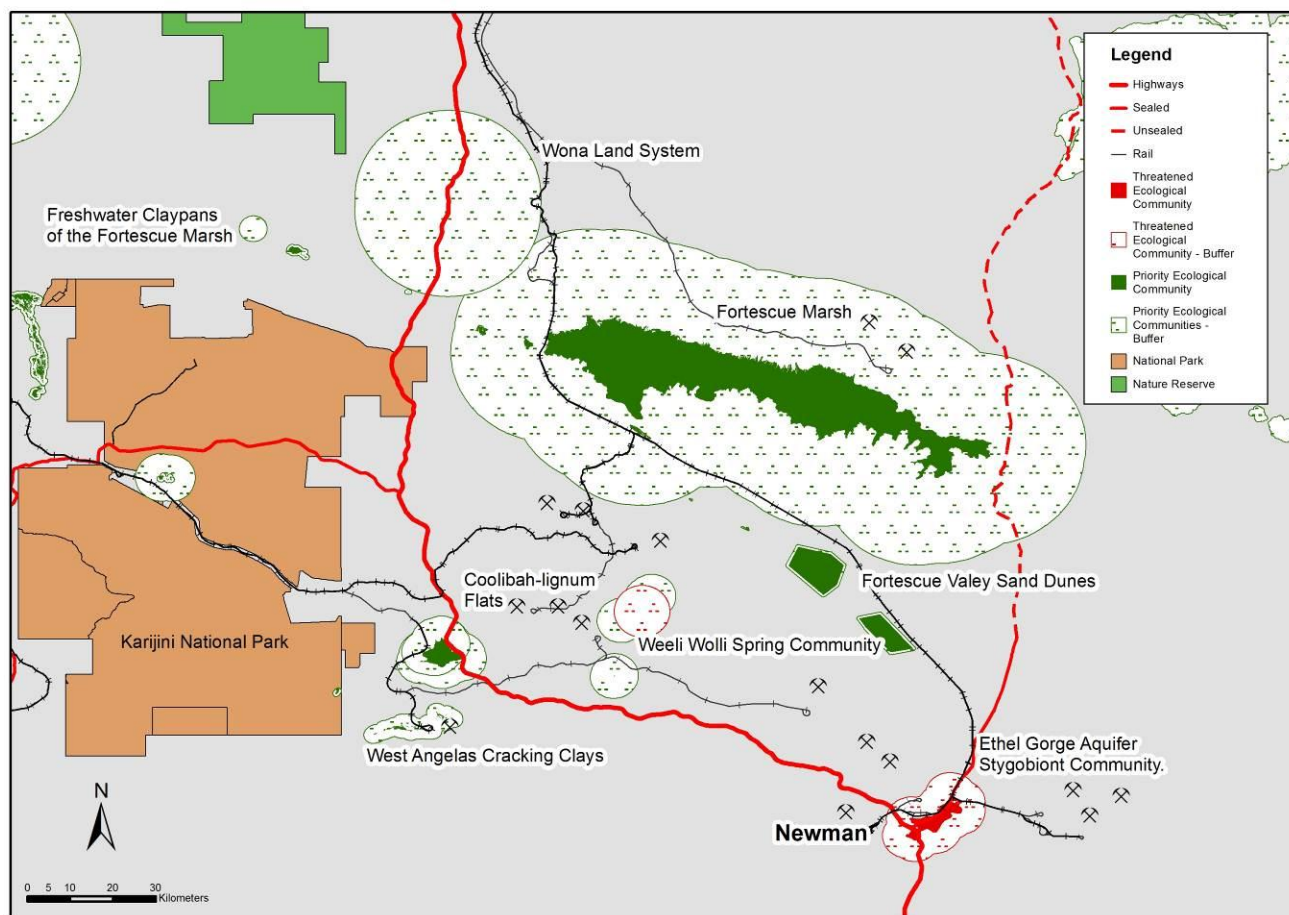 Legend
Highways
Sealed
Unsealed
Rail
Threatened
Ecological
Community
Threatened
Ecological
Community - Buffer
Priority Ecological
Community
Priority Ecological
Communities -
Buffer
National Park
Nature Reserve
Wona Land System
Freshwater Claypans
of the Fortescue Marsh
Fortescue Marsh
Coolibah-lignum
Flats
Fortescue Valey Sand Dunes
Weeli Wolli Spring Community
Karijini National Park
West Angelas Cracking Clays
Ethel Gorge Aquifer
Stygobiont Community.
Newman
N
0 5 10 20 30
Kilometers